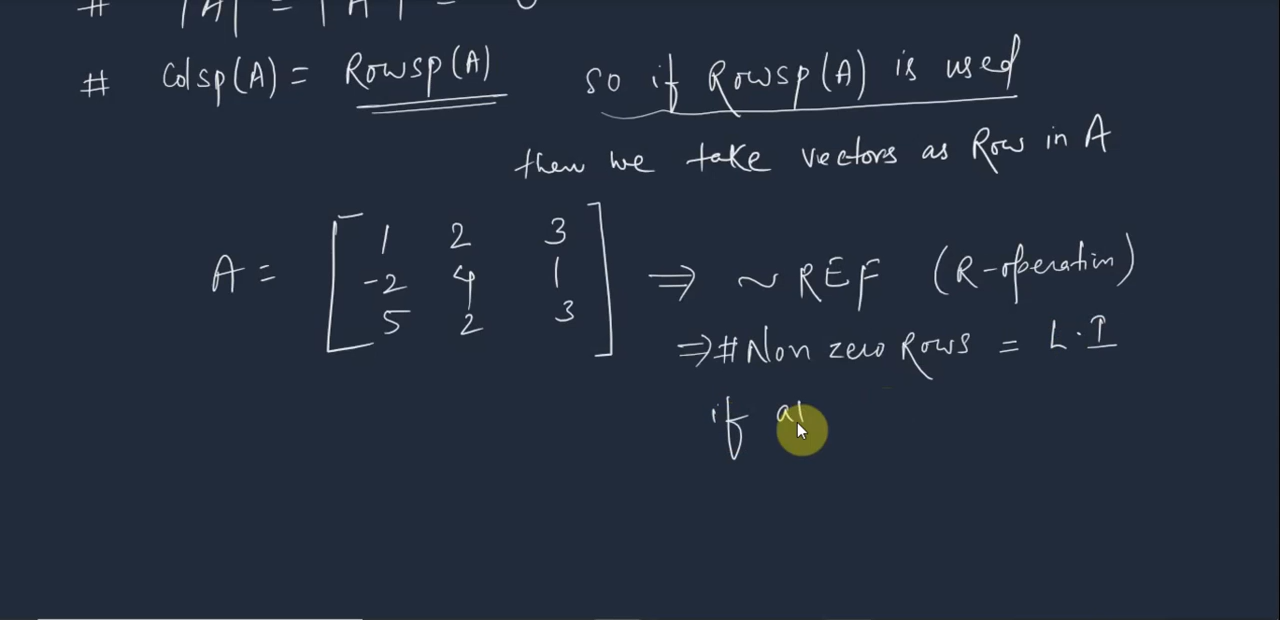 # |A| = |A| =
# Colsp(A) = Rowsp(A) so if Rowsp(A) is used
then we take vectors as Row in A
A = [ 1 2 3
-2 4 1
5 2 3 ] ⇒ ~ REF (R-operation)
⇒ # Non zero Rows = L.I
if al